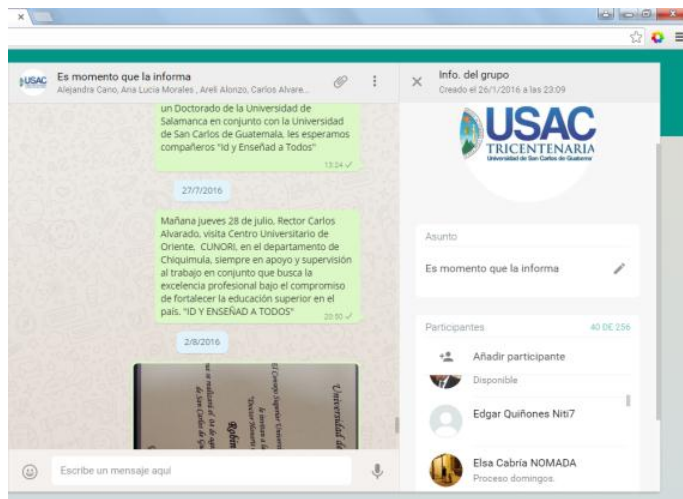 USAC
Es momento que la informa
Alejandra Cano, Ana Lucia Morales , Areli Alonzo, Carlos Alvare...
un Doctorado de la Universidad de
Salamanca en conjunto con la Universidad
de San Carlos de Guatemala, les esperamos
compañeros "Id y Enseñad a Todos"
13:24
27/7/2016
Mañana jueves 28 de julio, Rector Carlos
Alvarado, visita Centro Universitario de
Oriente, CUNORI, en el departamento de
Chiquimula, siempre en apoyo y supervisión
al trabajo en conjunto que busca la
excelencia profesional bajo el compromiso
de fortalecer la educación superior en el
país. "ID Y ENSEÑAD A TODOS"
20:50
2/8/2016
Universidad de
El Consejo Superior Univers
Robin
Escribe un mensaje aquí
Info. del grupo
Creado el 26/1/2016 a las 23:09
USAC
TRICENTENARIA
Universidad de San Carlos de Guatemala
Asunto
Es momento que la informa
Participantes
40 DE 256
Añadir participante
Disponible
Edgar Quiñones Niti7
Elsa Cabría NOMADA
Proceso domingos.